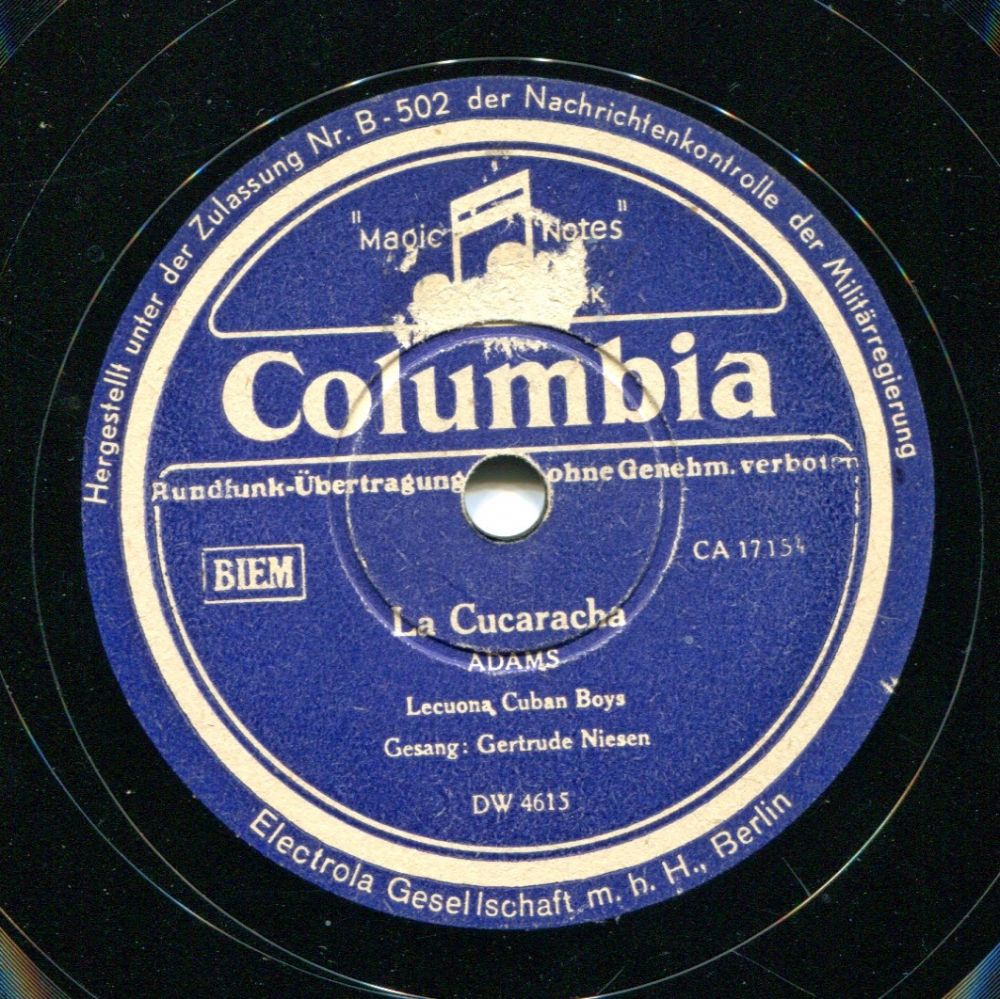 Hergestellt unter der Zulassung Nr. B-502 der Nachrichtenkontrolle der Militärregierung
"Magic Notes"
Columbia
Rundfunk-Übertragung ohne Genehm. verboten
BIEM
CA 17154
La Cucaracha
ADAMS
Lecuona Cuban Boys
Gesang: Gertrude Niesen
DW 4615
Electrola Gesellschaft m. b. H., Berlin